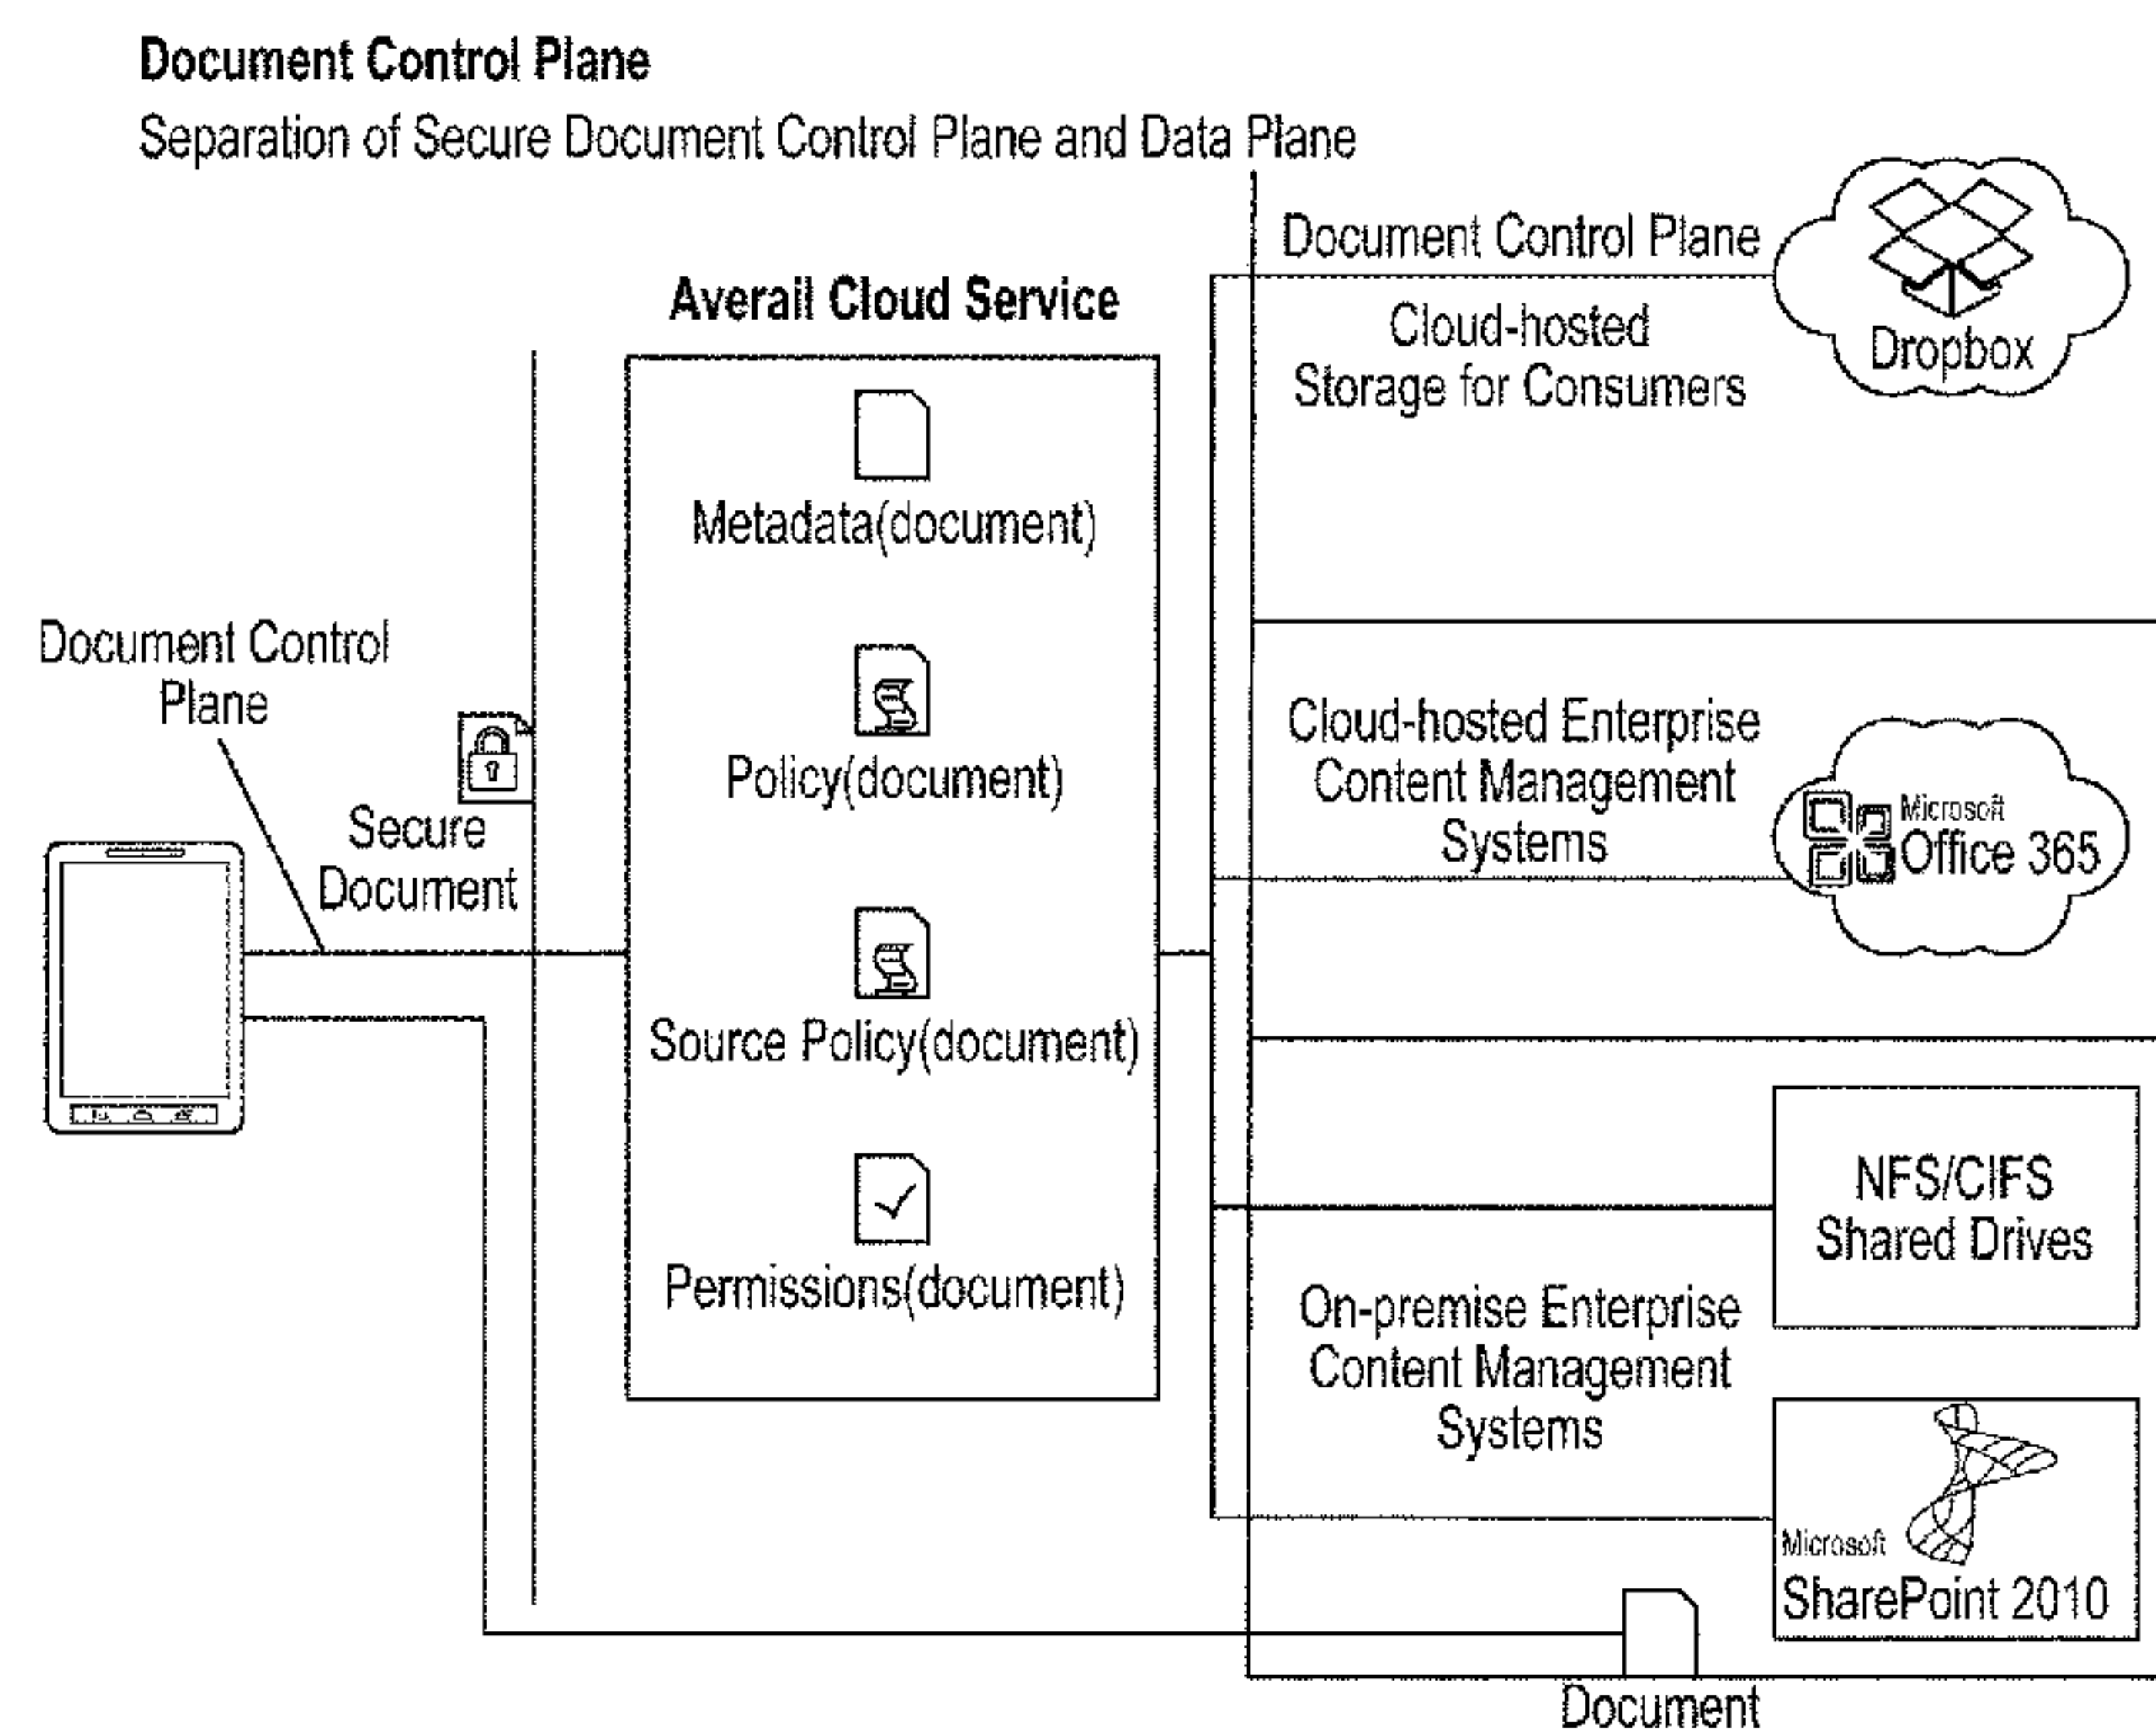 Document Control Plane
Separation of Secure Document Control Plane and Data Plane
Document Control Plane
Cloud-hosted
Storage for Consumers
Dropbox
Averail Cloud Service
Metadata(document)
Policy(document)
Source Policy(document)
Permissions(document)
Document Control
Plane
Secure
Document
Cloud-hosted Enterprise
Content Management
Systems
Microsoft
Office 365
NFS/CIFS
Shared Drives
On-premise Enterprise
Content Management
Systems
Microsoft
SharePoint 2010
Document